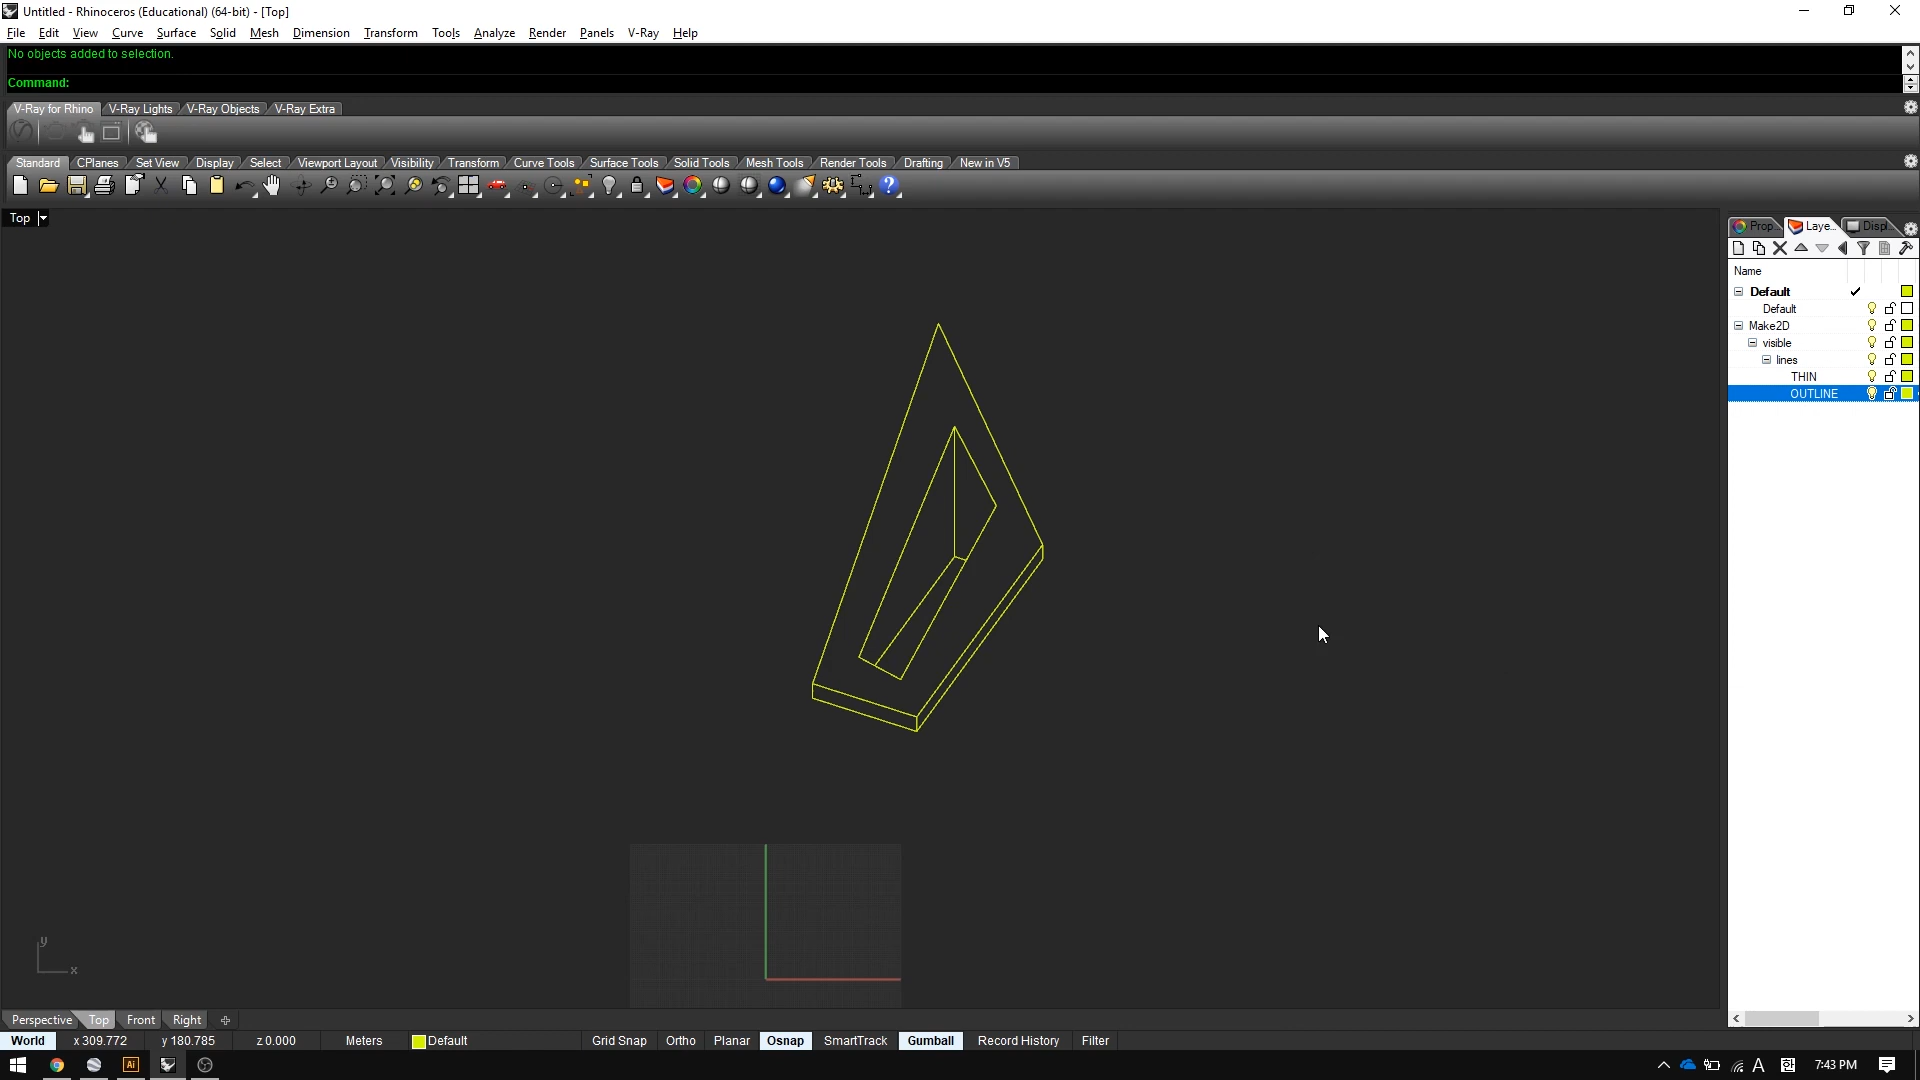 Untitled - Rhinoceros (Educational) (64-bit) - [Top]
File Edit View Curve Surface Solid Mesh Dimension Transform Tools Analyze Render Panels V-Ray Help
No objects added to selection.
Command:
V-Ray for Rhino V-Ray Lights V-Ray Objects V-Ray Extra
Standard CPlanes Set View Display Select Viewport Layout Visibility Transform Curve Tools Surface Tools Solid Tools Mesh Tools Render Tools Drafting New in V5
Top
Prop... Laye... Displ...
Name
Default
Default
Make2D
visible
lines
THIN
OUTLINE
y
x
Perspective Top Front Right
World x 309.772 y 180.785 z 0.000 Meters Default Grid Snap Ortho Planar Osnap SmartTrack Gumball Record History Filter
Ai A 한 7:43 PM